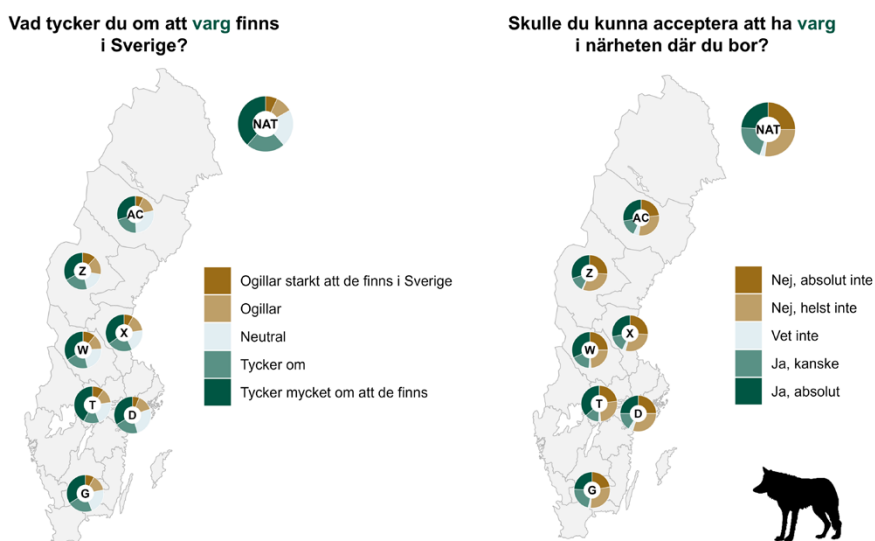 Vad tycker du om att varg finns
i Sverige?
NAT
AC
Z
X
W
T
D
G
Ogillar starkt att de finns i Sverige
Ogillar
Neutral
Tycker om
Tycker mycket om att de finns
Skulle du kunna acceptera att ha varg
i närheten där du bor?
NAT
AC
Z
X
W
T
D
G
Nej, absolut inte
Nej, helst inte
Vet inte
Ja, kanske
Ja, absolut